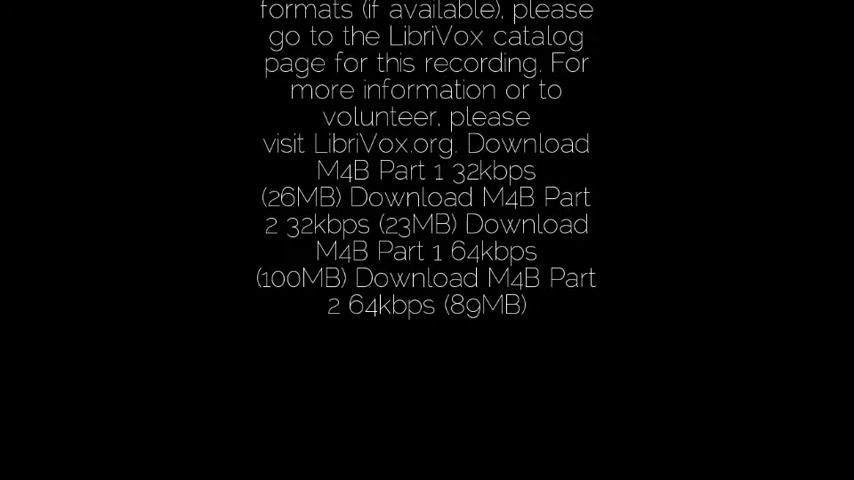 formats (if available), please
go to the LibriVox catalog
page for this recording. For
more information or to
volunteer, please
visit LibriVox.org. Download
M4B Part 1 32kbps
(26MB) Download M4B Part
2 32kbps (23MB) Download
M4B Part 1 64kbps
(100MB) Download M4B Part
2 64kbps (89MB)